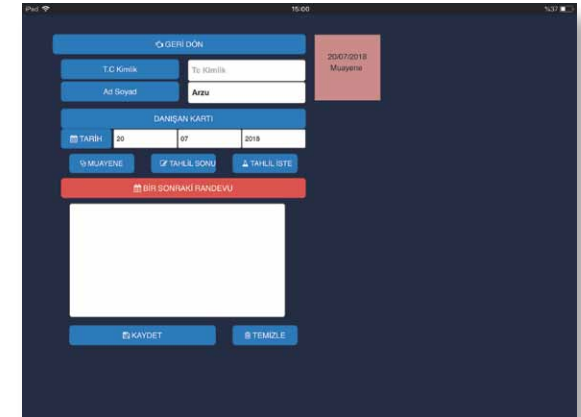 iPad 15:00 %37
GERİ DÖN
T.C Kimlik Tc Kimlik
Ad Soyad Arzu
DANIŞAN KARTI
TARİH 20 07 2018
MUAYENE TAHLİL SONU TAHLİL İSTE
BİR SONRAKİ RANDEVU
KAYDET TEMİZLE
20/07/2018
Muayene